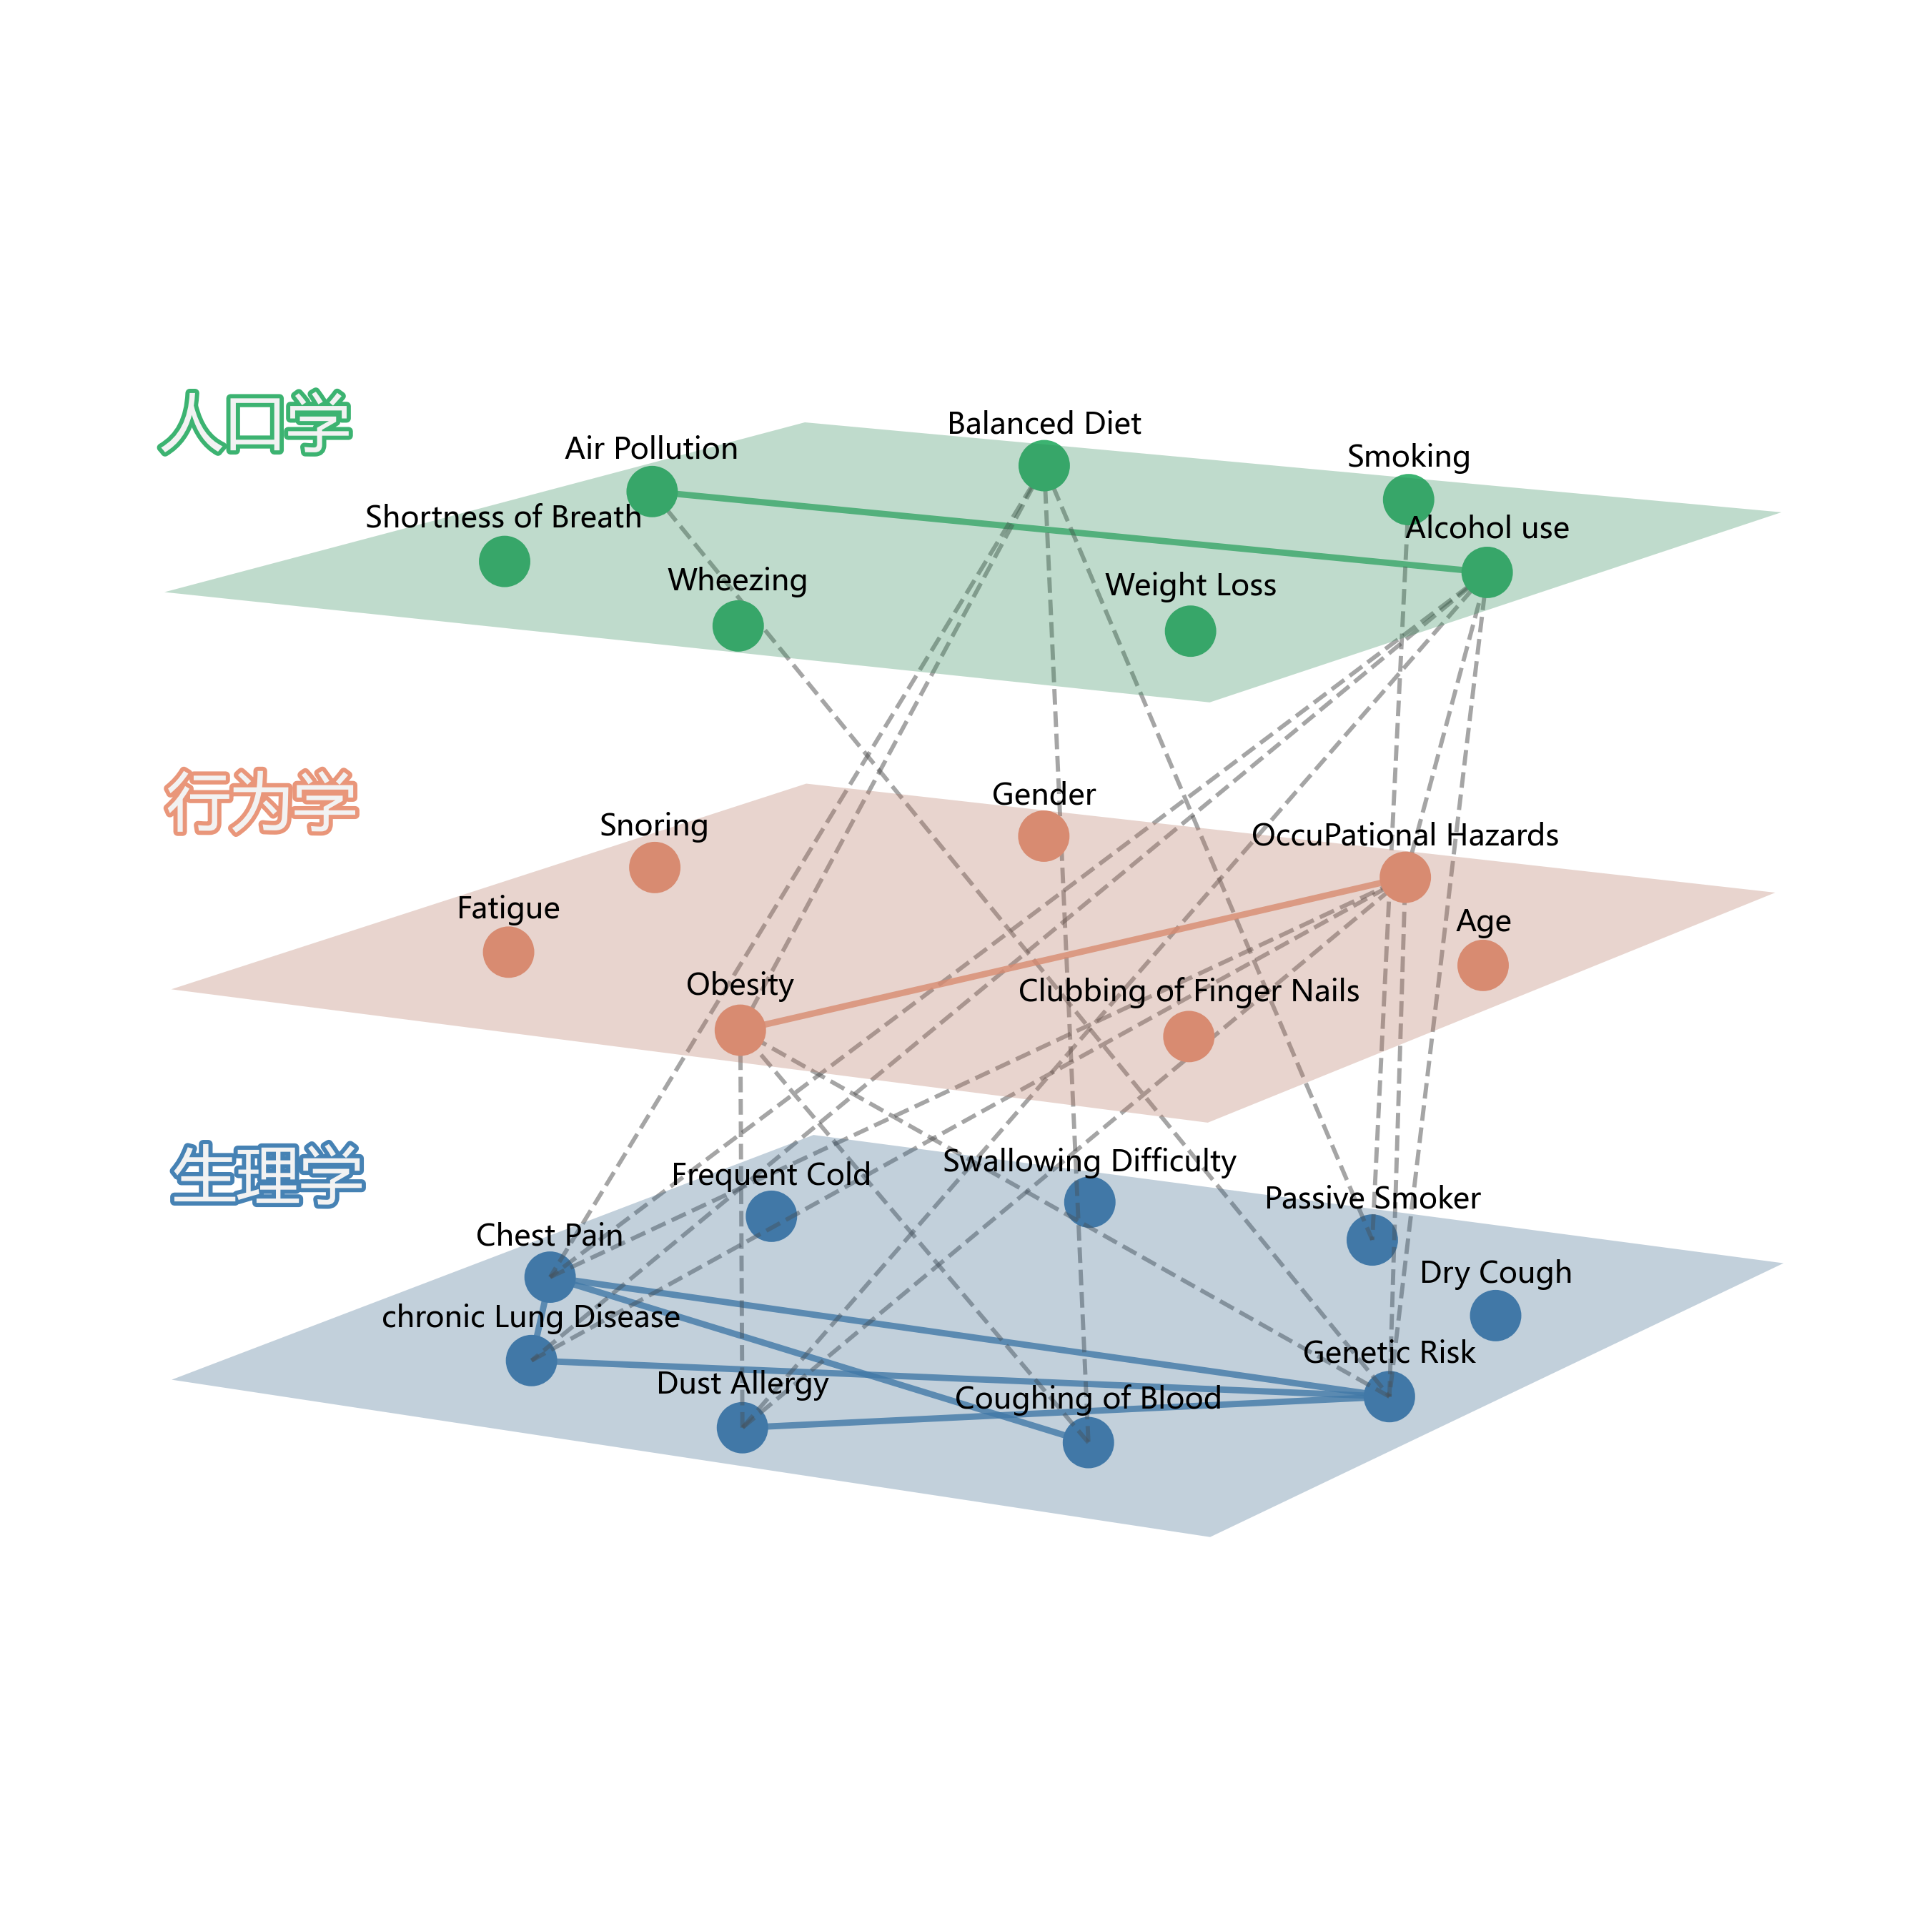 人口学
Balanced Diet
Air Pollution
Smoking
Shortness of Breath
Alcohol use
Wheezing
Weight Loss
行为学
Gender
Snoring
OccuPational Hazards
Fatigue
Age
Obesity
Clubbing of Finger Nails
生理学
Frequent Cold
Swallowing Difficulty
Passive Smoker
Chest Pain
Dry Cough
chronic Lung Disease
Genetic Risk
Dust Allergy
Coughing of Blood